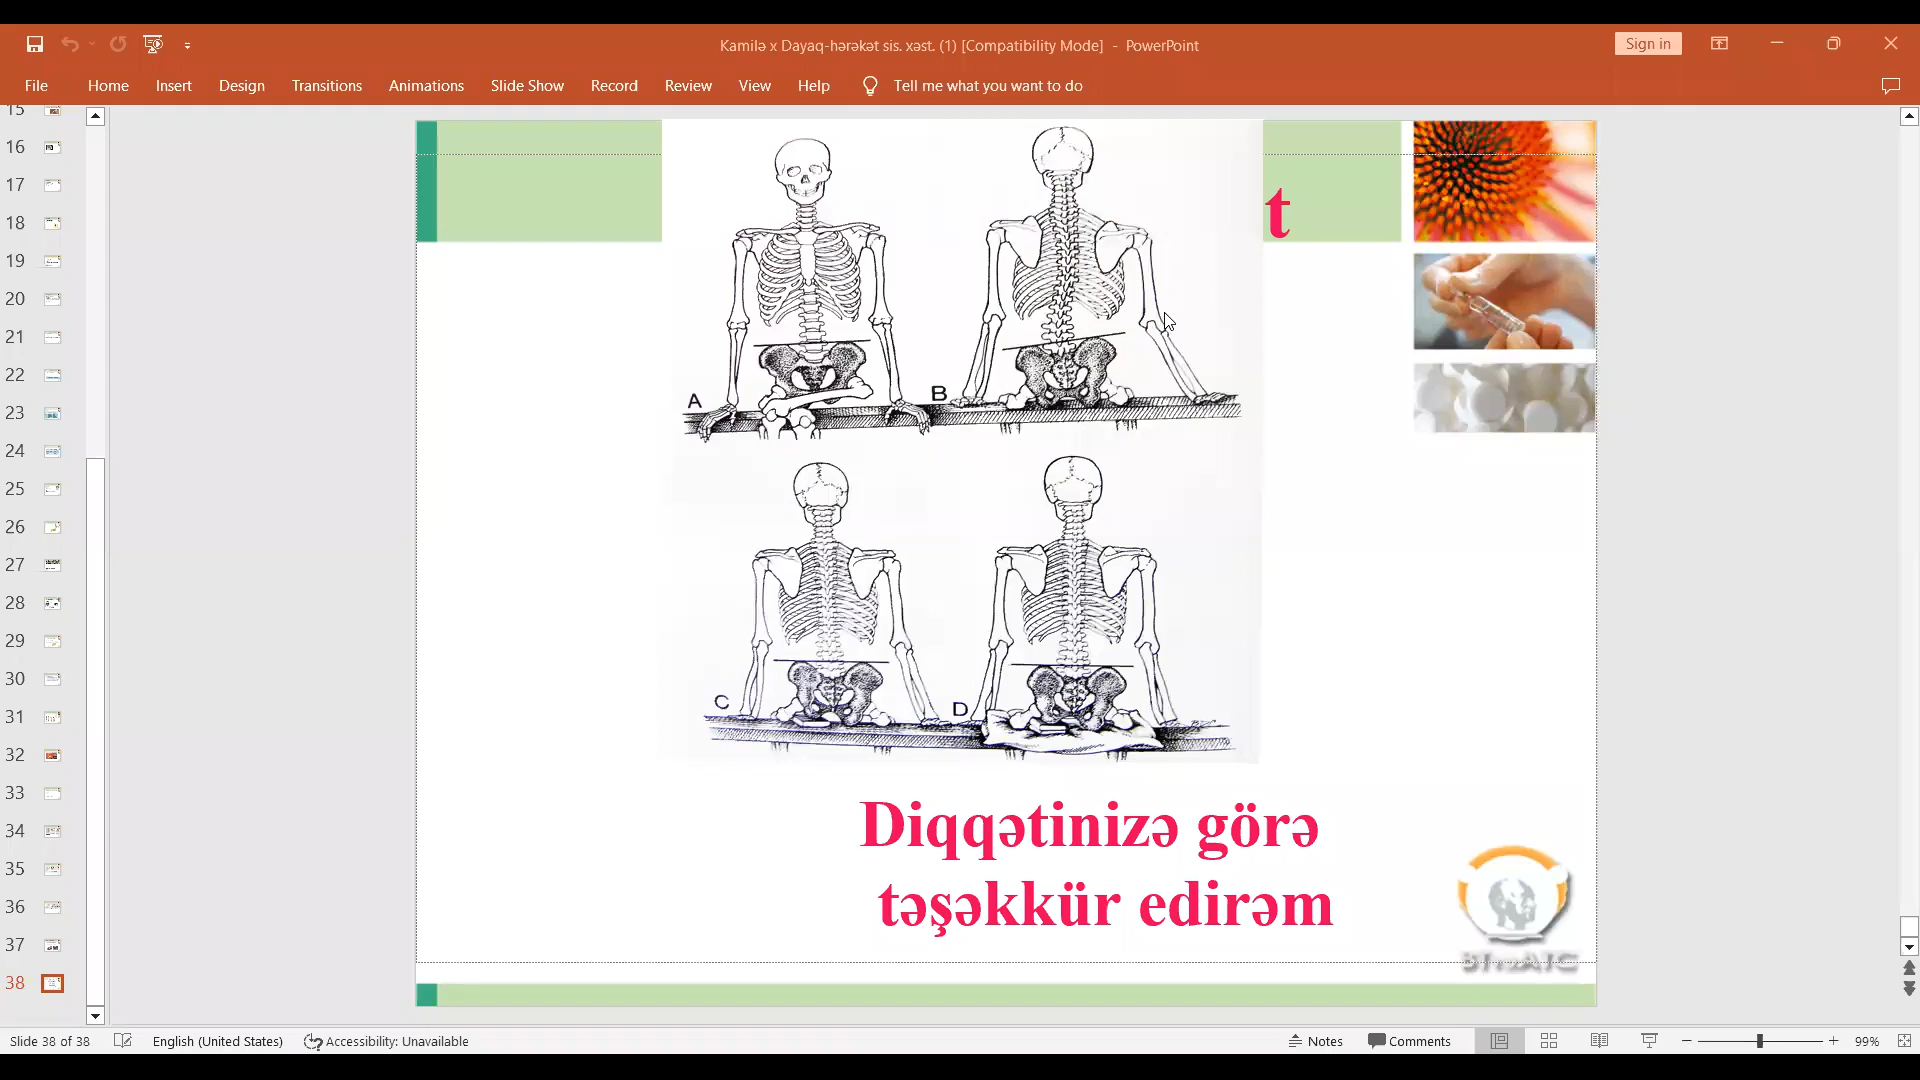 Kamilə x Dayaq-hərəkət sis. xəst. (1) [Compatibility Mode] - PowerPoint
Sign in
File Home Insert Design Transitions Animations Slide Show Record Review View Help Tell me what you want to do
15
16
17
18
19
20
21
22
23
24
25
26
27
28
29
30
31
32
33
34
35
36
37
38
t
A
B
C
D
Diqqətinizə görə
təşəkkür edirəm
Slide 38 of 38 English (United States) Accessibility: Unavailable Notes Comments 99%